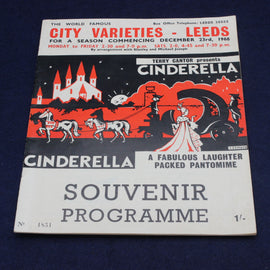 THE WORLD FAMOUS Box Office Telephone: LEEDS 30808
CITY VARIETIES - LEEDS
FOR A SEASON COMMENCING DECEMBER 23rd, 1966
MONDAY to FRIDAY 2-30 and 7-0 p.m. SATS. 2-0, 4-45 and 7-30 p.m.
By arrangement with Stanley and Michael Joseph
TERRY CANTOR presents
CINDERELLA
CINDERELLA
A FABULOUS LAUGHTER
PACKED PANTOMIME
SOUVENIR
PROGRAMME
No 1851
1/-